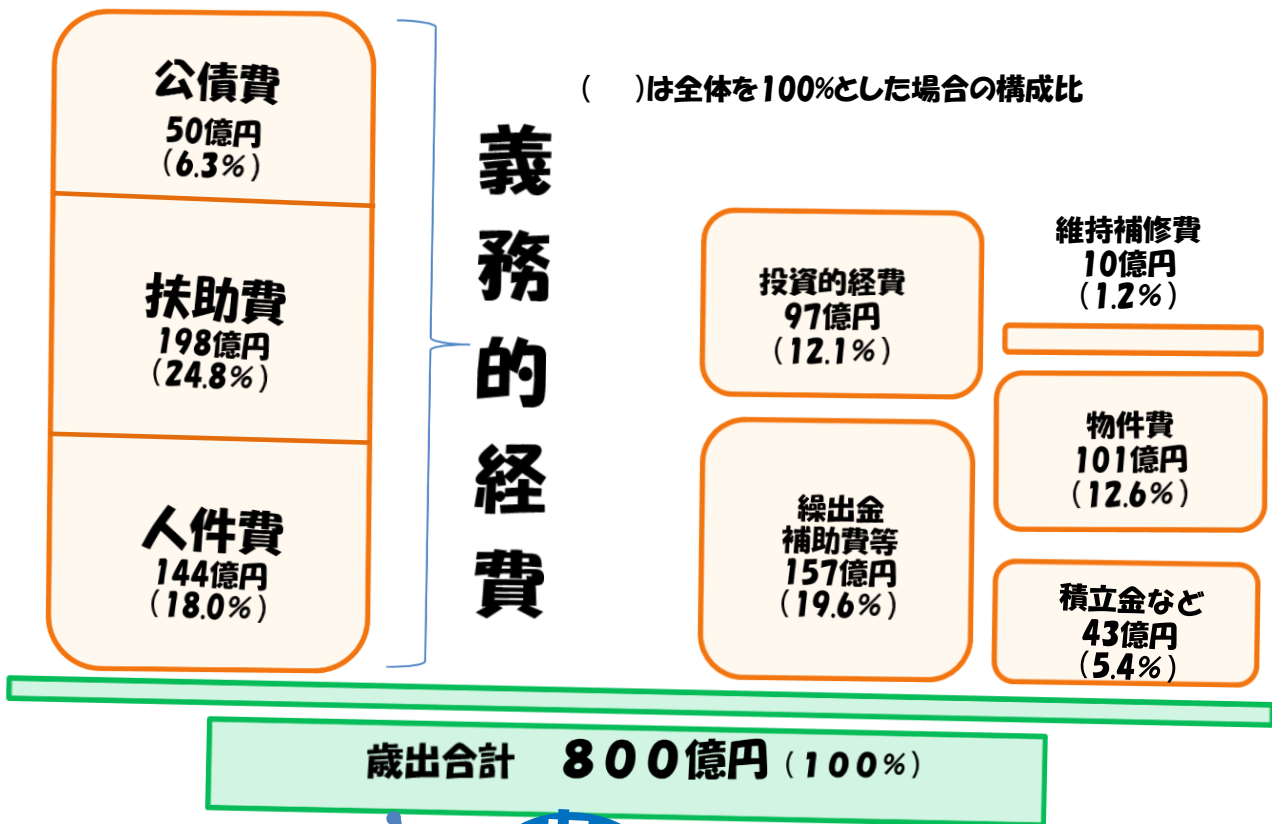 公債費
50億円
(6.3%)
扶助費
198億円
(24.8%)
人件費
144億円
(18.0%)
義務的経費
(　)は全体を100%とした場合の構成比
投資的経費
97億円
(12.1%)
繰出金
補助費等
157億円
(19.6%)
維持補修費
10億円
(1.2%)
物件費
101億円
(12.6%)
積立金など
43億円
(5.4%)
歳出合計　800億円(100%)